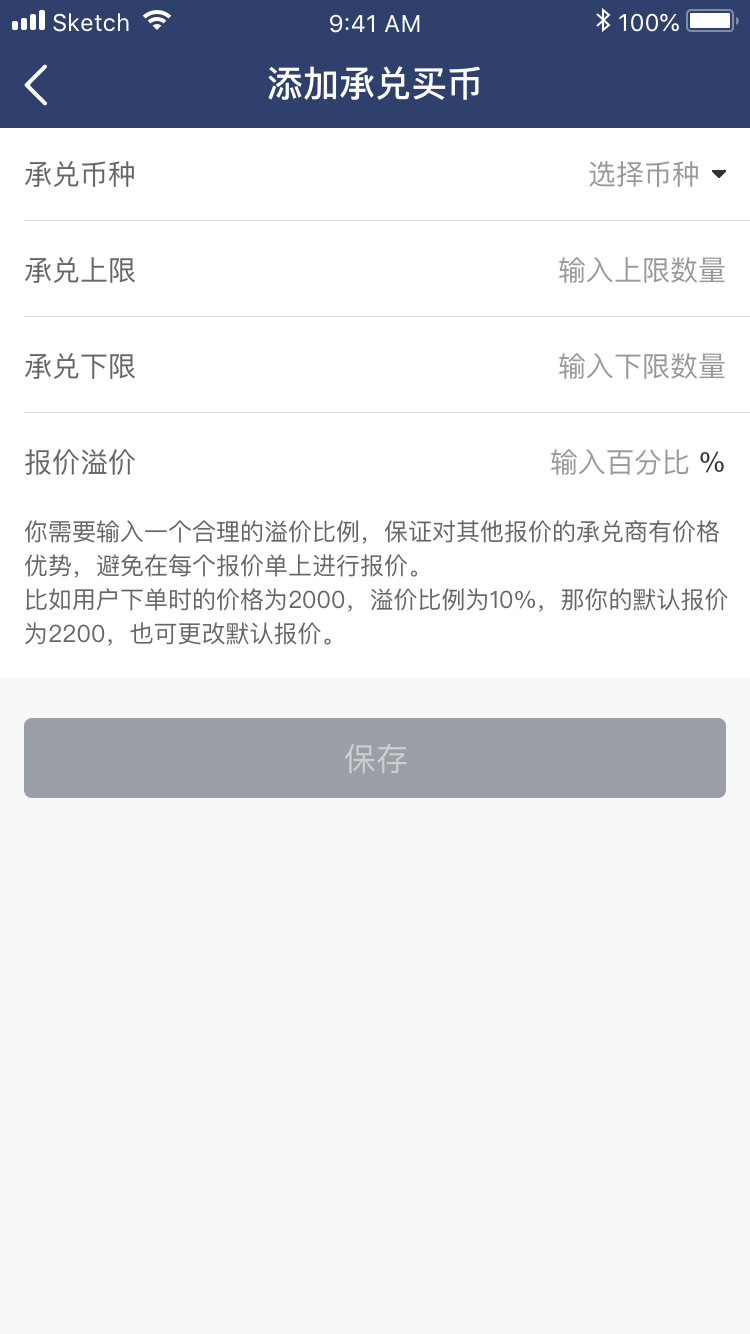 Sketch 9:41 AM 100%
添加承兑买币
承兑币种 选择币种
承兑上限 输入上限数量
承兑下限 输入下限数量
报价溢价 输入百分比 %
你需要输入一个合理的溢价比例，保证对其他报价的承兑商有价格
优势，避免在每个报价单上进行报价。
比如用户下单时的价格为2000，溢价比例为10%，那你的默认报价
为2200，也可更改默认报价。
保存